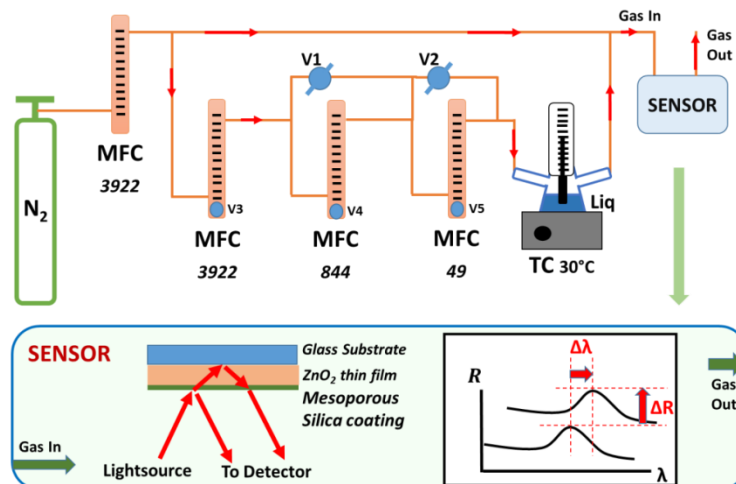 Gas In
Gas
Out
V1
V2
SENSOR
MFC
3922
N2
V3
MFC
3922
V4
MFC
844
V5
MFC
49
Liq
TC 30°C
SENSOR
Glass Substrate
ZnO2 thin film
Mesoporous
Silica coating
Gas In
Lightsource
To Detector
Δλ
R
ΔR
λ
Gas
Out